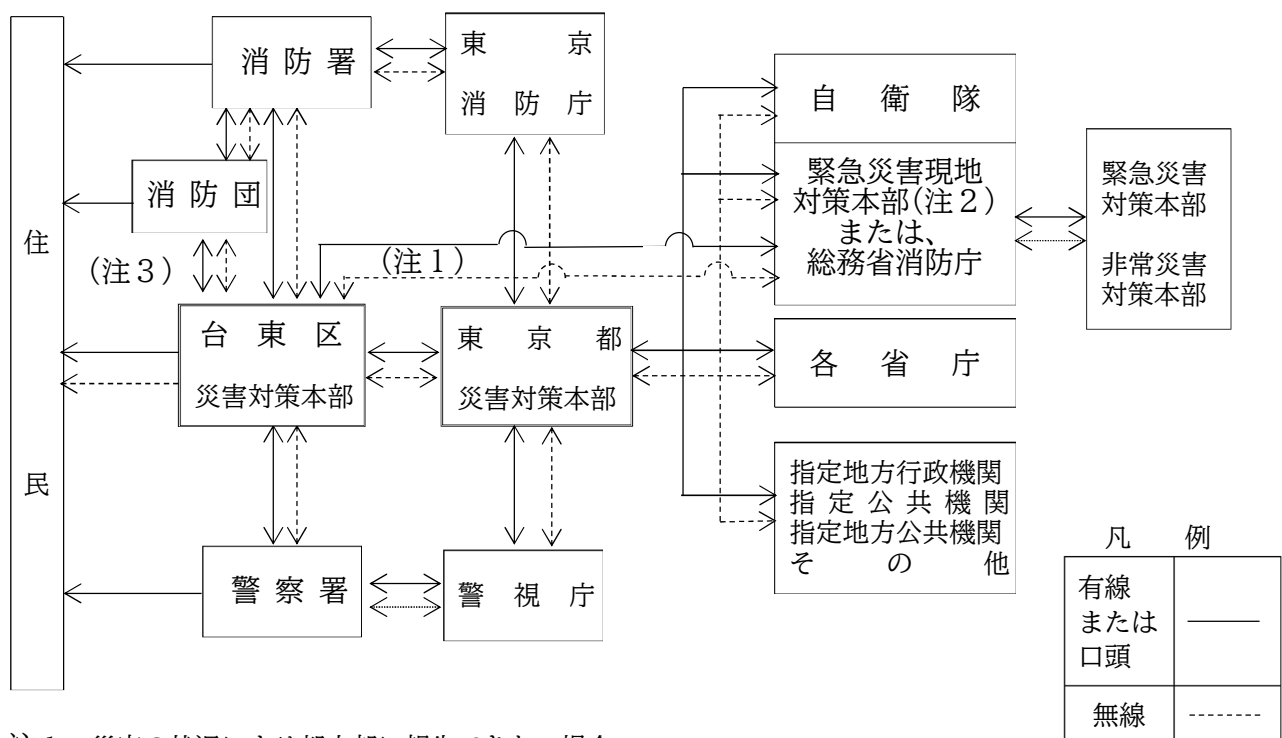 住
民
消防署
東京
消防庁
消防団
(注3)
(注1)
台東区
災害対策本部
東京都
災害対策本部
警察署
警視庁
自衛隊
緊急災害現地
対策本部(注2)
または、
総務省消防庁
各省庁
指定地方行政機関
指定公共機関
指定地方公共機関
その他
緊急災害
対策本部
非常災害
対策本部
凡例
有線
または
口頭
無線